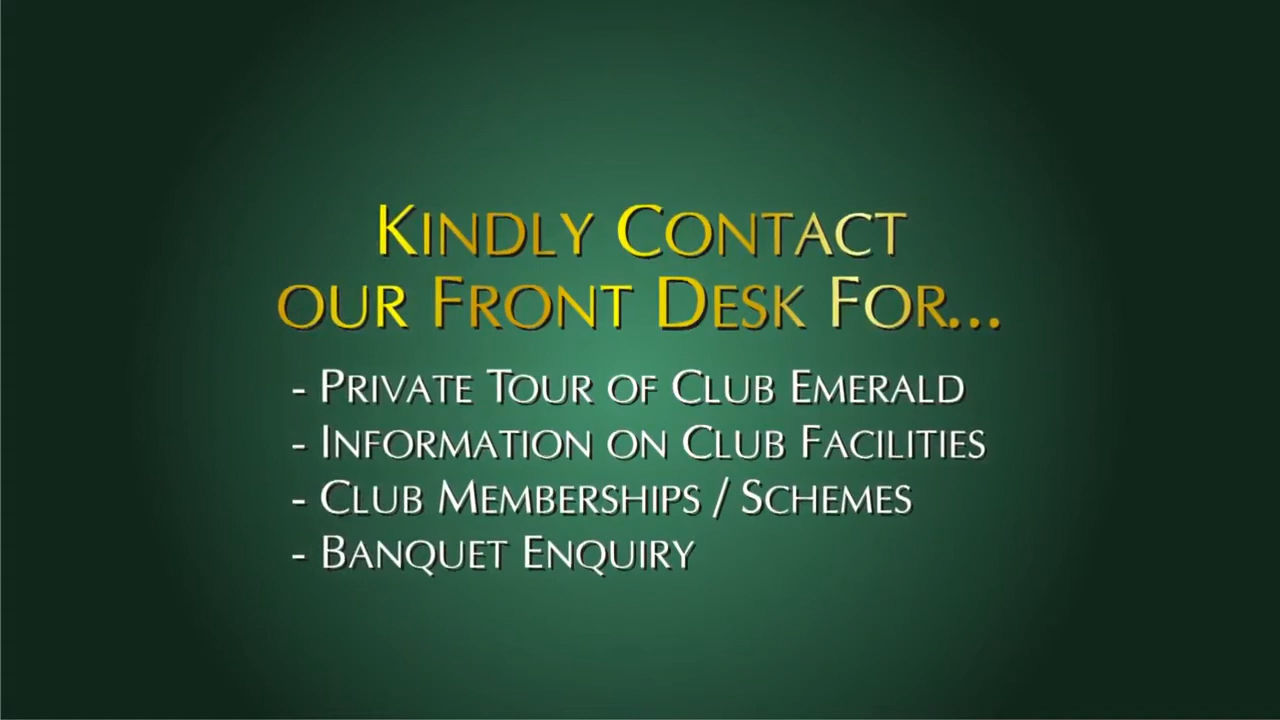 Kindly Contact
our Front Desk For...
- Private Tour of Club Emerald
- Information on Club Facilities
- Club Memberships / Schemes
- Banquet Enquiry